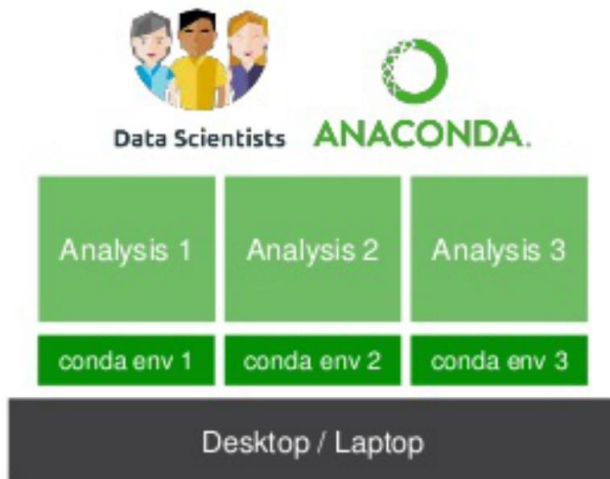 Data Scientists
ANACONDA.
Analysis 1
Analysis 2
Analysis 3
conda env 1
conda env 2
conda env 3
Desktop / Laptop